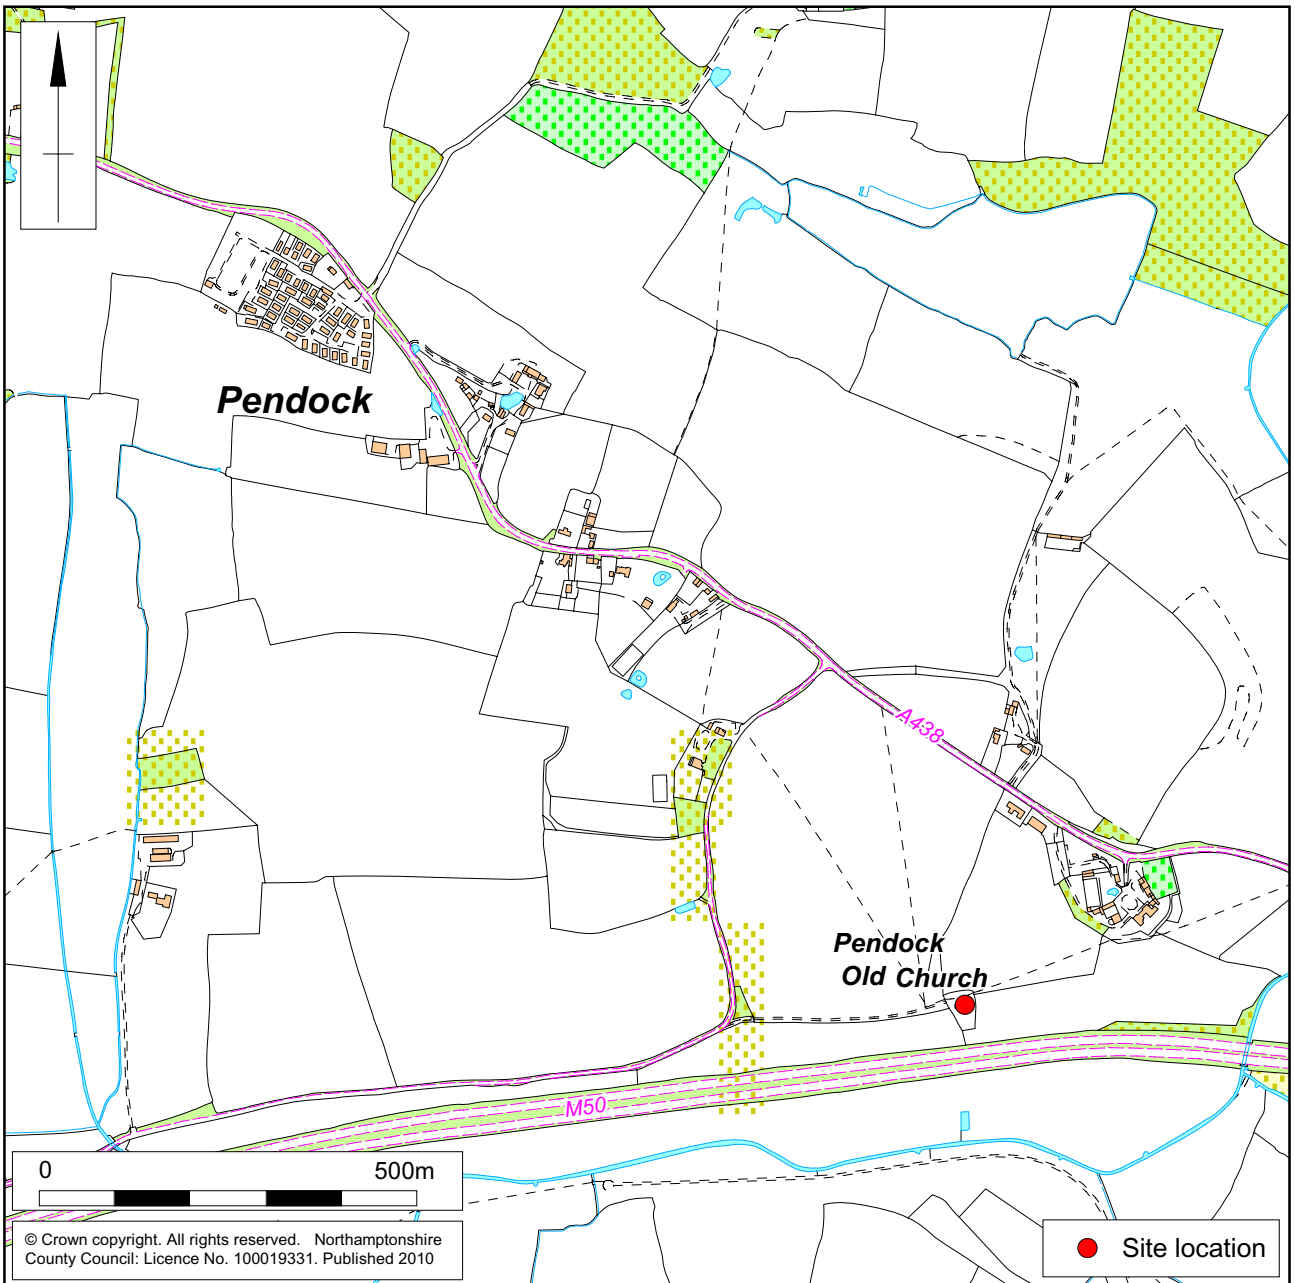 Pendock
A438
Pendock
Old Church
M50
0 500m
© Crown copyright. All rights reserved. Northamptonshire
County Council: Licence No. 100019331. Published 2010
Site location